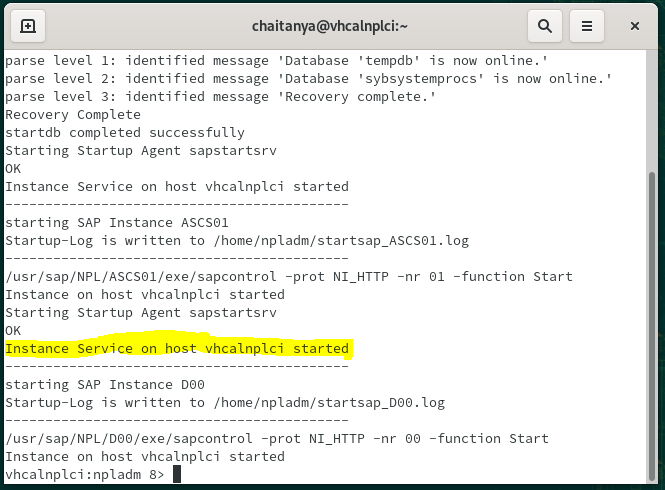 chaitanya@vhcalnplci:~
parse level 1: identified message 'Database 'tempdb' is now online.'
parse level 2: identified message 'Database 'sybsystemprocs' is now online.'
parse level 3: identified message 'Recovery complete.'
Recovery Complete
startdb completed successfully
Starting Startup Agent sapstartsrv
OK
Instance Service on host vhcalnplci started
-------------------------------------------
starting SAP Instance ASCS01
Startup-Log is written to /home/npladm/startsap_ASCS01.log
-------------------------------------------
/usr/sap/NPL/ASCS01/exe/sapcontrol -prot NI_HTTP -nr 01 -function Start
Instance on host vhcalnplci started
Starting Startup Agent sapstartsrv
OK
Instance Service on host vhcalnplci started
-------------------------------------------
starting SAP Instance D00
Startup-Log is written to /home/npladm/startsap_D00.log
-------------------------------------------
/usr/sap/NPL/D00/exe/sapcontrol -prot NI_HTTP -nr 00 -function Start
Instance on host vhcalnplci started
vhcalnplci:npladm 8>